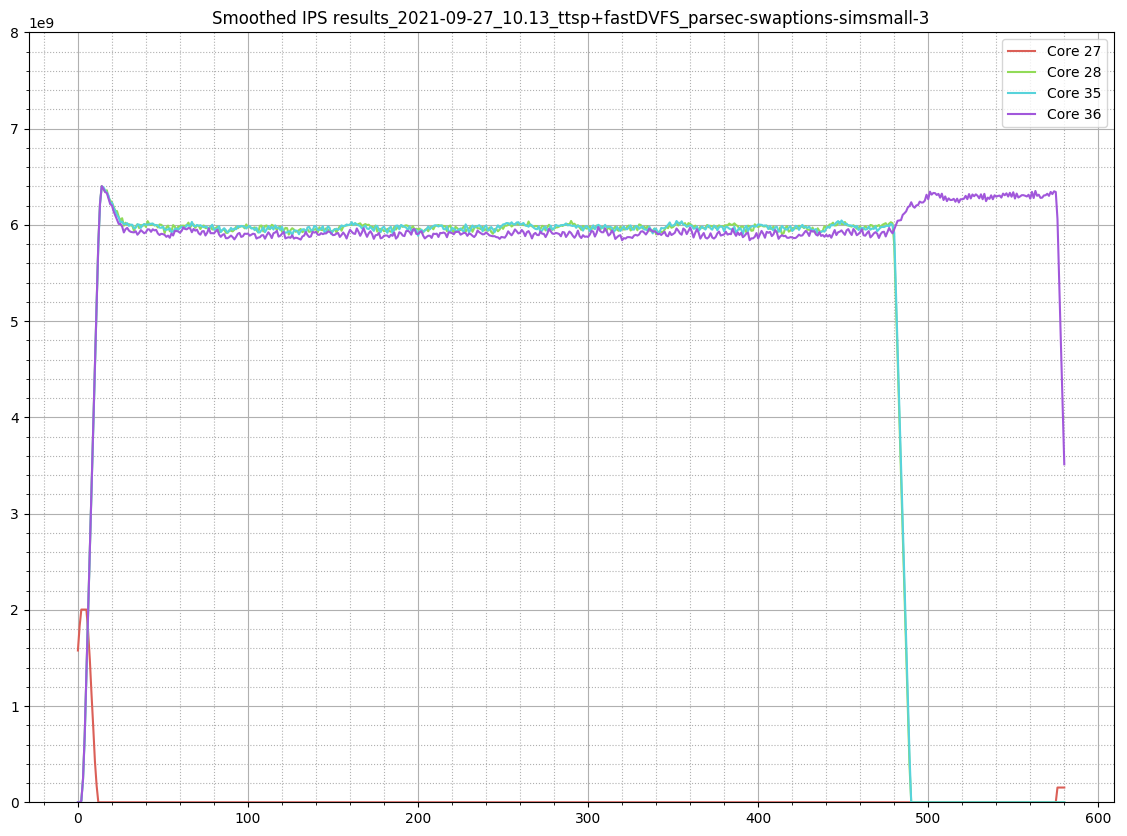 Smoothed IPS results_2021-09-27_10.13_ttsp+fastDVFS_parsec-swaptions-simsmall-3
1e9
8
7
6
5
4
3
2
1
0
Core 27
Core 28
Core 35
Core 36
0
100
200
300
400
500
600